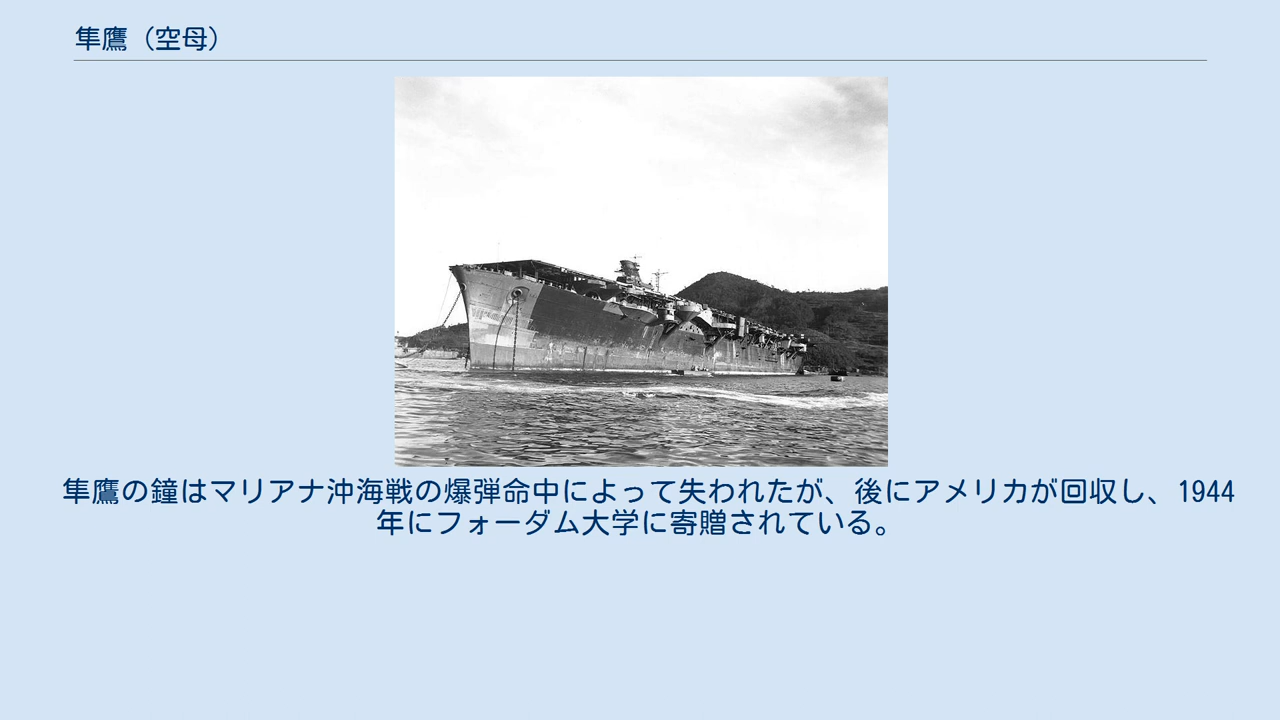 隼鷹（空母）
隼鷹の鐘はマリアナ沖海戦の爆弾命中によって失われたが、後にアメリカが回収し、1944
年にフォーダム大学に寄贈されている。